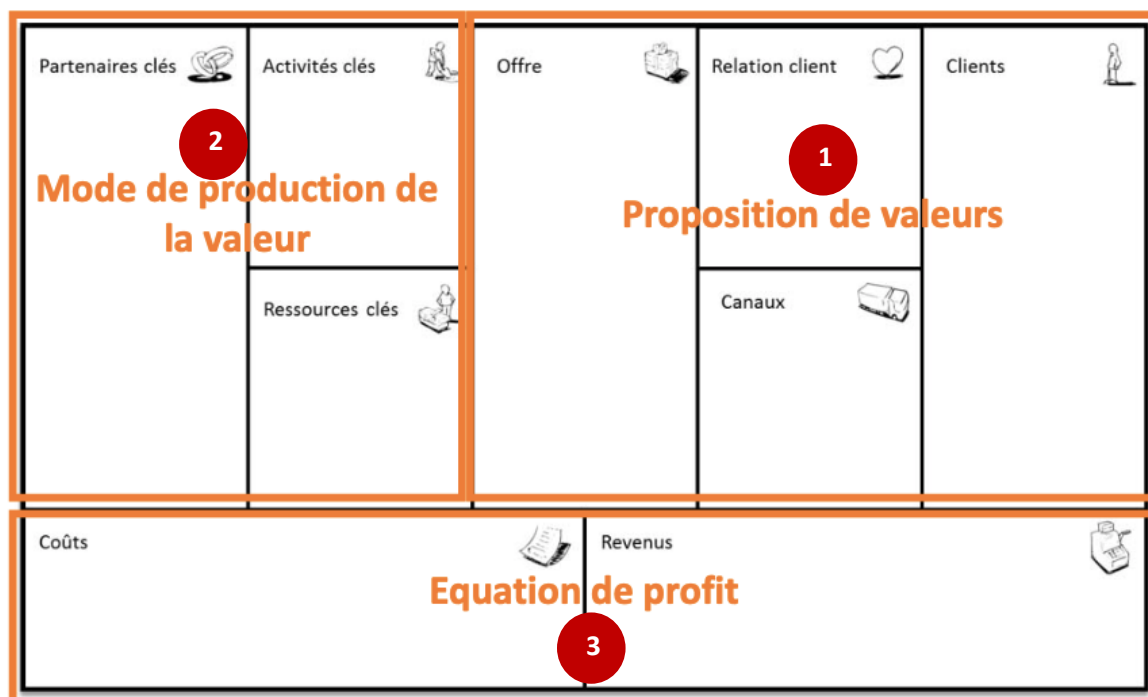 Partenaires clés
Activités clés
Offre
Relation client
Clients
2
1
Mode de production de
la valeur
Proposition de valeurs
Ressources clés
Canaux
Coûts
Revenus
Equation de profit
3